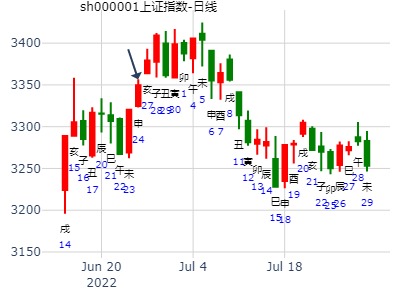 sh000001上证指数-日线
3400
3350
3300
3250
3200
3150
戌
14
亥
15
子
16
丑
17
辰
20
巳
21
午
22
未
23
申
24
亥
27
子
28
丑
29
寅
30
卯
1
午
4
未
5
申
6
酉
7
戌
8
丑
11
寅
12
卯
13
辰
14
巳
15
申
18
酉
19
戌
20
亥
21
子
22
卯
25
辰
26
巳
27
午
28
未
29
Jun 20 Jul 4 Jul 18
2022